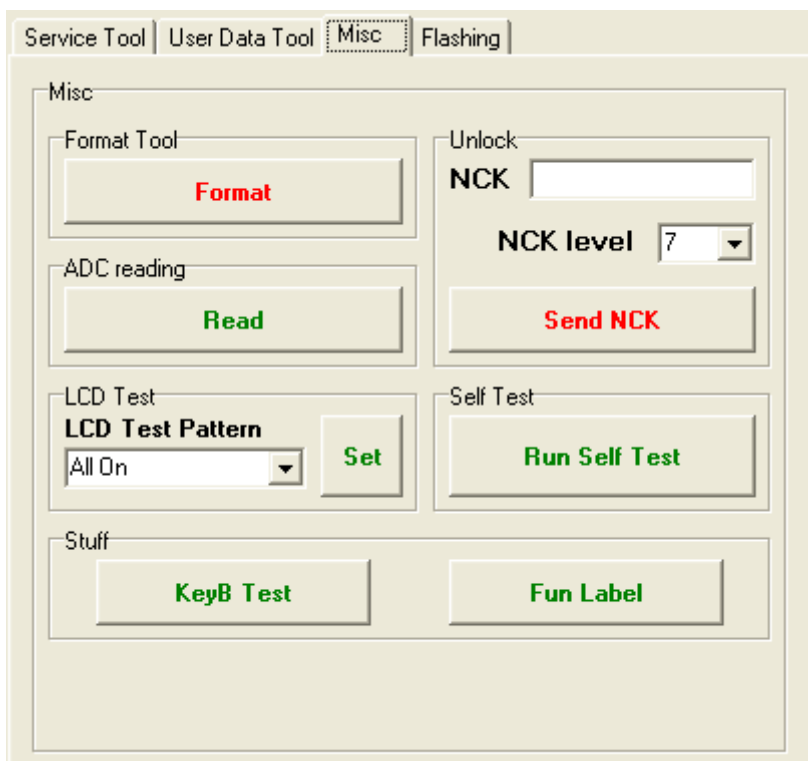 Service Tool User Data Tool Misc Flashing
Misc
Format Tool
Format
Unlock
NCK
NCK level 7
Send NCK
ADC reading
Read
LCD Test
LCD Test Pattern
All On
Set
Self Test
Run Self Test
Stuff
KeyB Test
Fun Label